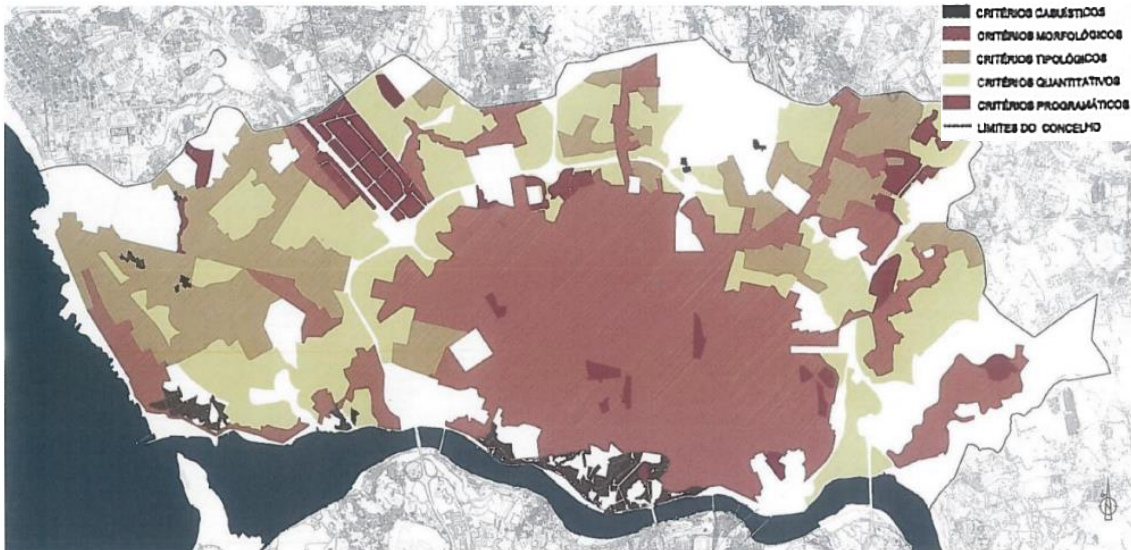 CRITÉRIOS CASUÍSTICOS
CRITÉRIOS MORFOLÓGICOS
CRITÉRIOS TIPOLÓGICOS
CRITÉRIOS QUANTITATIVOS
CRITÉRIOS PROGRAMÁTICOS
LIMITES DO CONCELHO
N